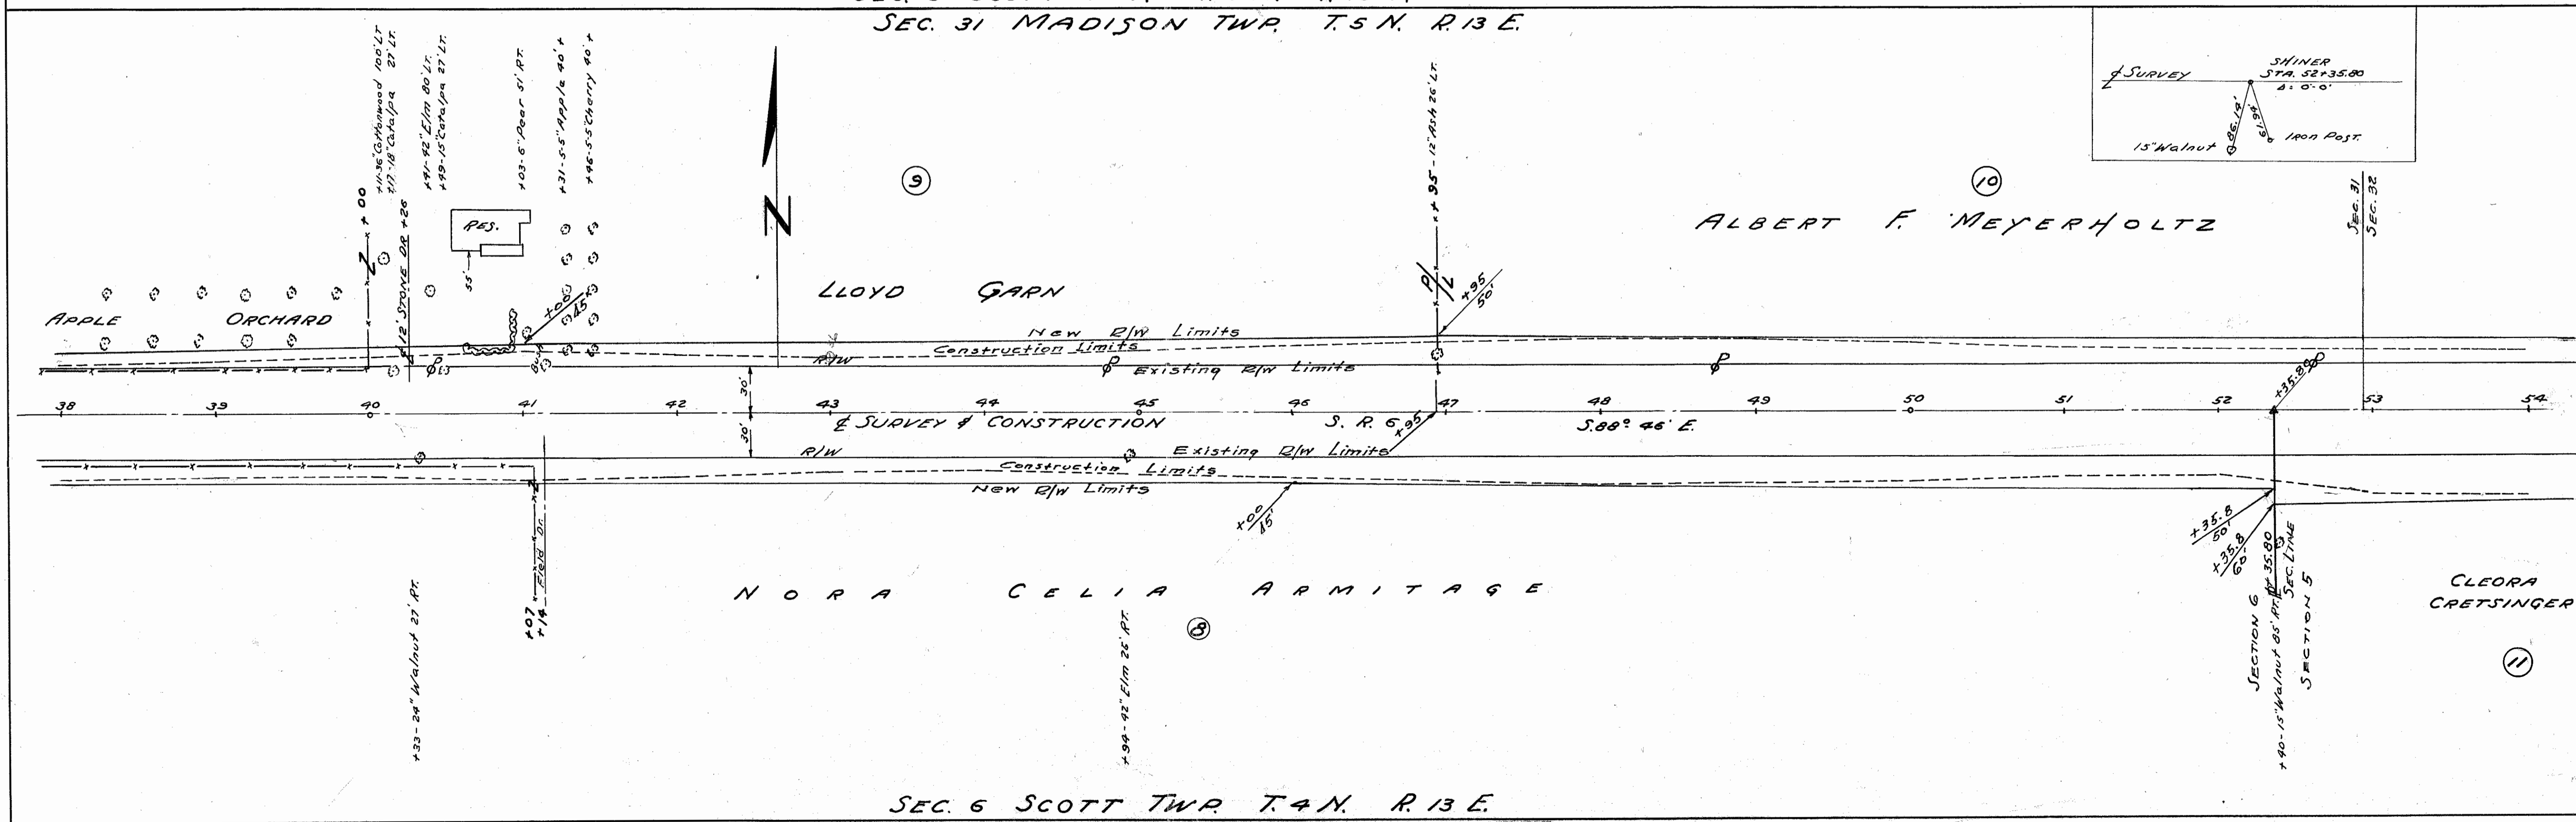 SEC. 31 MADISON TWP. T.5 N. R.13 E.
+11-36"Cottonwood 100' LT.
+17-18"Catalpa 27' LT.
+41-42" Elm 80' LT.
+49-15"Catalpa 27' LT.
+03-6"Pear 51' RT.
+31-5-5"Apple 40'+
+46-5-5"Cherry 40'+
+95-12"Ash 26' LT.
℄ SURVEY
SHINER
STA. 52+35.80
Δ= 0°-0'
86.14'
61.94'
15"Walnut
IRON POST.
+00
12' STONE DR +26
RES.
55'
N
9
10
SEC. 31
SEC. 32
ALBERT F. MEYERHOLTZ
LLOYD GARN
P/L
+95
50'
+00
45'
APPLE ORCHARD
Bush
New R/W Limits
Construction Limits
R/W
Existing R/W Limits
P
P
P
P
+35.80
30'
30'
38 39 40 41 42 43 44 45 46 47 48 49 50 51 52 53 54
℄ SURVEY & CONSTRUCTION
S. R. 6
+95
S.88° 46' E.
R/W
Existing R/W Limits
Construction Limits
New R/W Limits
+00
45'
Field Dr.
+07
+14
+35.8
50'
+35.8
60'
+35.80
SEC. LINE
SECTION 6
SECTION 5
+40-15"Walnut 85' RT.
NORA CELIA ARMITAGE
8
CLEORA
CRETSINGER
11
+33-24"Walnut 27' RT.
+94-42"Elm 26' RT.
SEC. 6 SCOTT TWP. T.4 N. R.13 E.